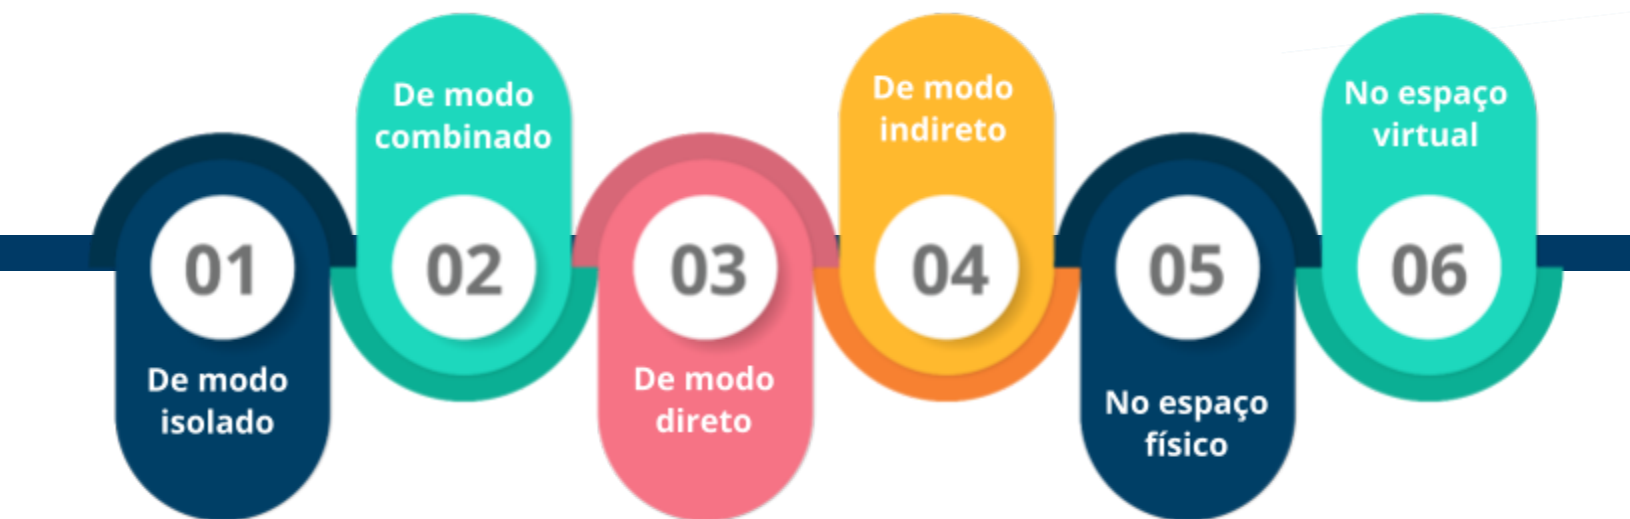 01
De modo
isolado
De modo
combinado
02
03
De modo
direto
De modo
indireto
04
05
No espaço
físico
No espaço
virtual
06